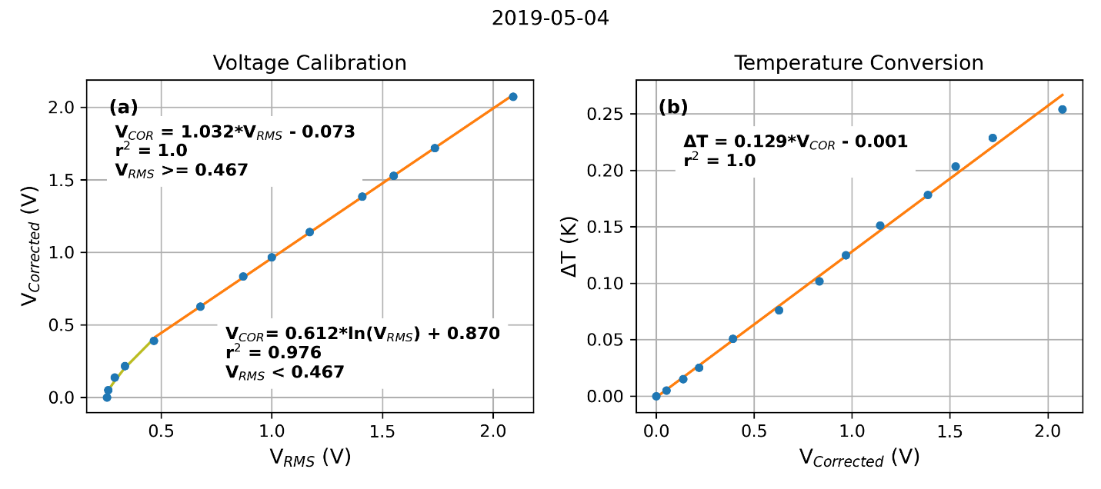 2019-05-04
Voltage Calibration
(a)
V_COR = 1.032*V_RMS - 0.073
r² = 1.0
V_RMS >= 0.467
V_COR= 0.612*ln(V_RMS) + 0.870
r² = 0.976
V_RMS < 0.467
V_Corrected (V)
2.0
1.5
1.0
0.5
0.0
0.5 1.0 1.5 2.0
V_RMS (V)
Temperature Conversion
(b)
ΔT = 0.129*V_COR - 0.001
r² = 1.0
ΔT (K)
0.25
0.20
0.15
0.10
0.05
0.00
0.0 0.5 1.0 1.5 2.0
V_Corrected (V)